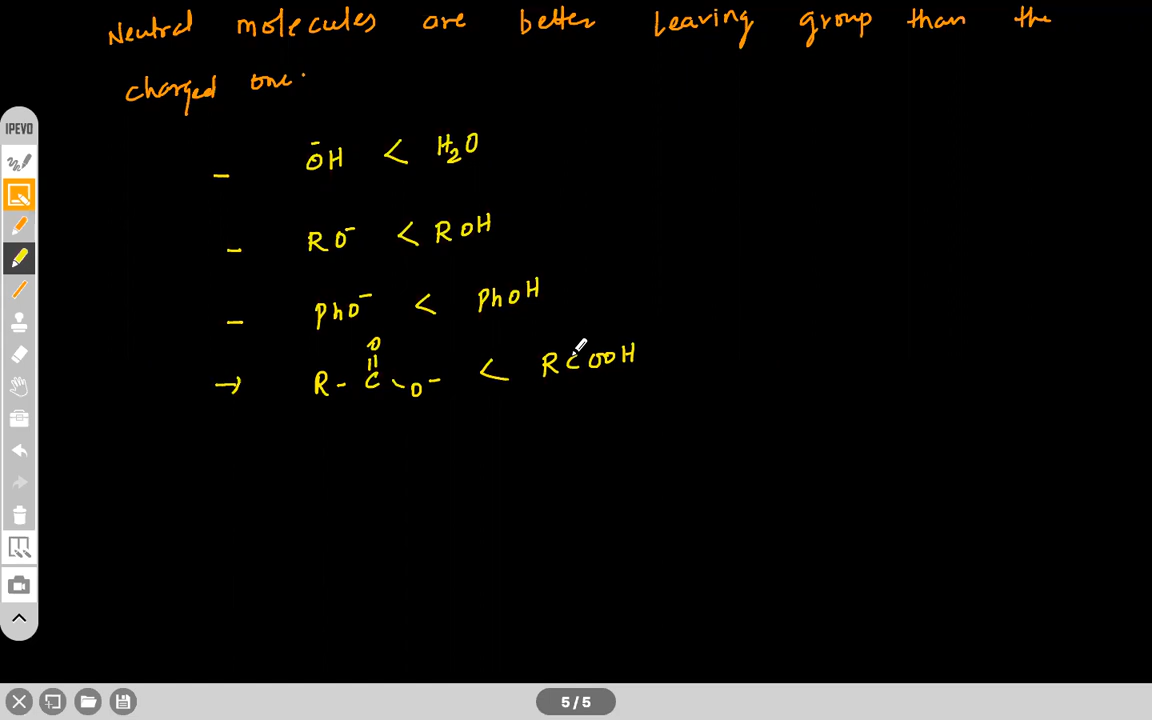 Neutral molecules are better leaving group than the
charged one.
IPEVO
- ŌH < H₂O
- RO⁻ < ROH
- PhO⁻ < PhOH
O
||
→ R-C-O⁻ < RCOOH
5/5